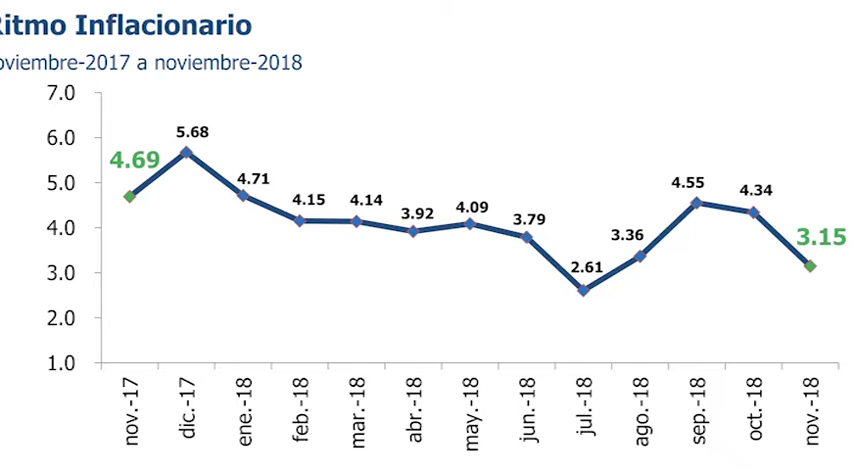 Ritmo Inflacionario
oviembre-2017 a noviembre-2018
7.0
6.0
5.0
4.0
3.0
2.0
1.0
4.69
5.68
4.71
4.15
4.14
3.92
4.09
3.79
2.61
3.36
4.55
4.34
3.15
nov.-17
dic.-17
ene.-18
feb.-18
mar.-18
abr.-18
may.-18
jun.-18
jul.-18
ago.-18
sep.-18
oct.-18
nov.-18